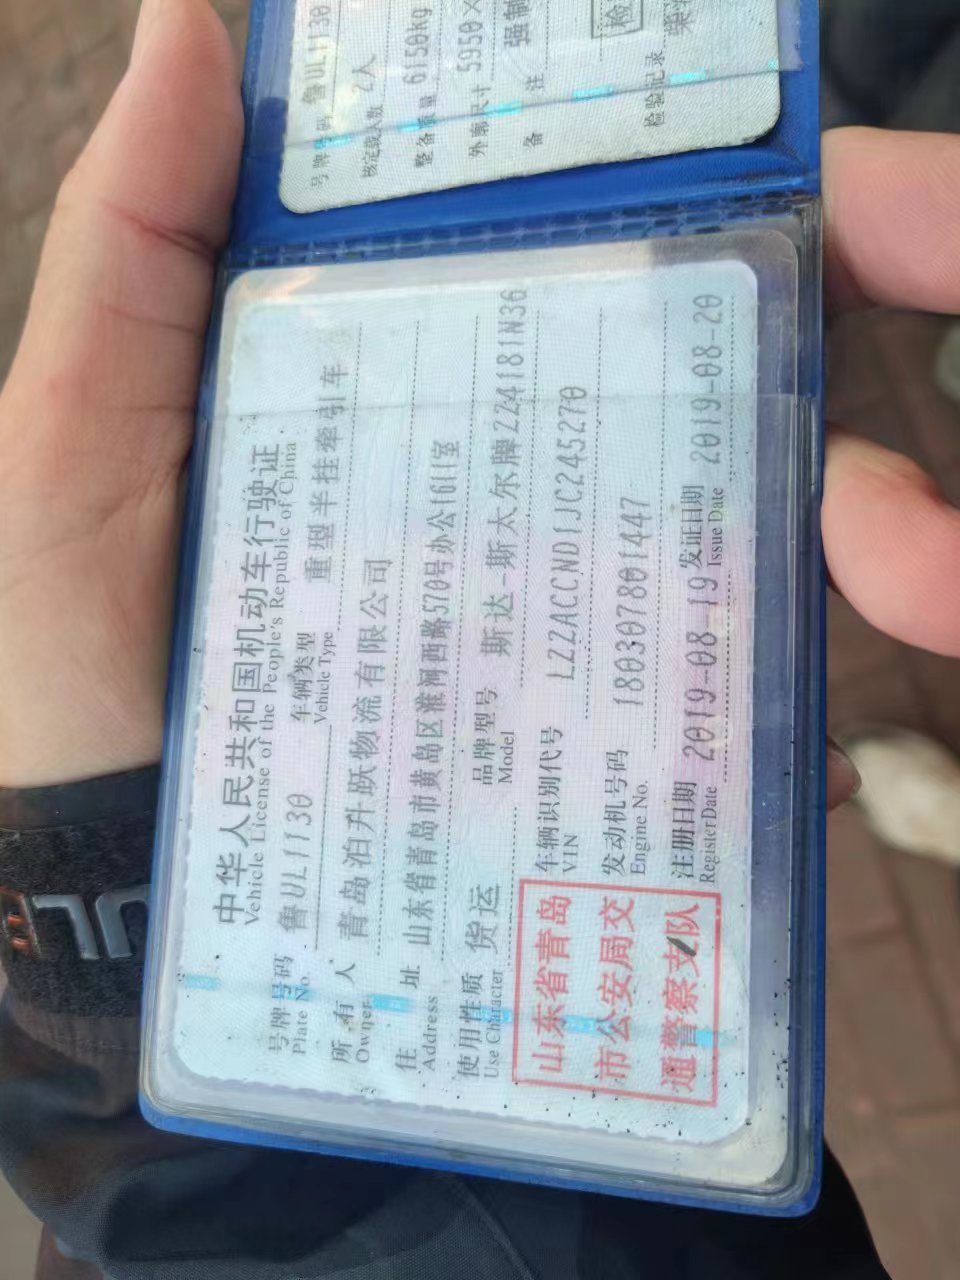 中华人民共和国机动车行驶证
Vehicle License of the People's Republic of China
号牌号码 鲁UL1130 车辆类型 重型半挂牵引车
Plate No. Vehicle Type
所有人 青岛泊升跃物流有限公司
Owner
住址 山东省青岛市黄岛区淮河西路570号办公1611室
Address
使用性质 货运 品牌型号 斯达-斯太尔牌ZZ4181N36
Use Character Model
车辆识别代号 LZZACCND1JC245270
VIN
发动机号码 180307801447
Engine No.
注册日期 2019-08-19 发证日期 2019-08-20
Register Date Issue Date
山东省青岛
市公安局交
通警察支队
号牌号码 鲁UL1130
核定载人数 2人
整备质量 6150kg
外廓尺寸 5950×
备注 强制
检验记录